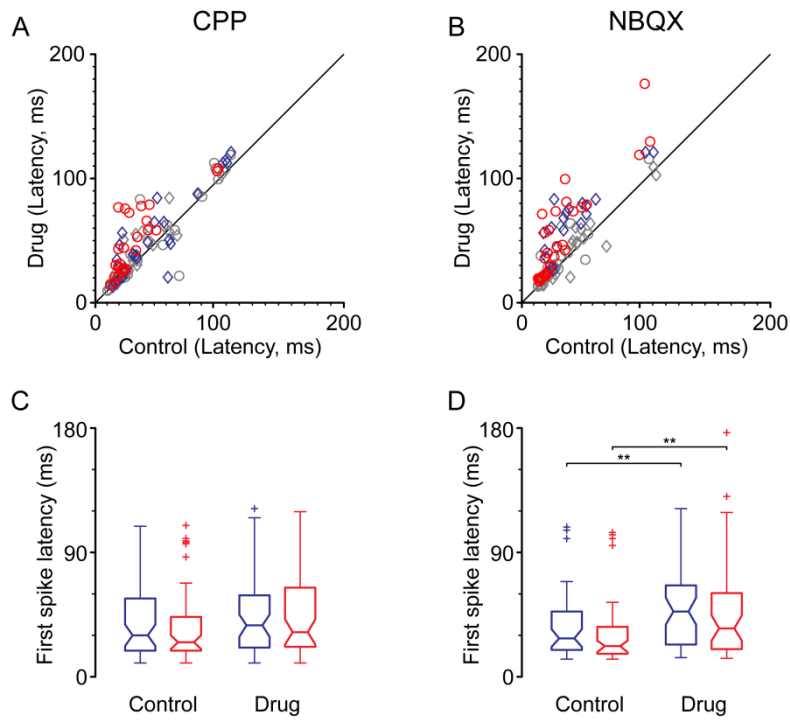 A CPP B NBQX
200 200
Drug (Latency, ms) Drug (Latency, ms)
100 100
0 0
0 100 200 0 100 200
Control (Latency, ms) Control (Latency, ms)
C D
180 180
** **
First spike latency (ms) First spike latency (ms)
90 90
0 0
Control Drug Control Drug